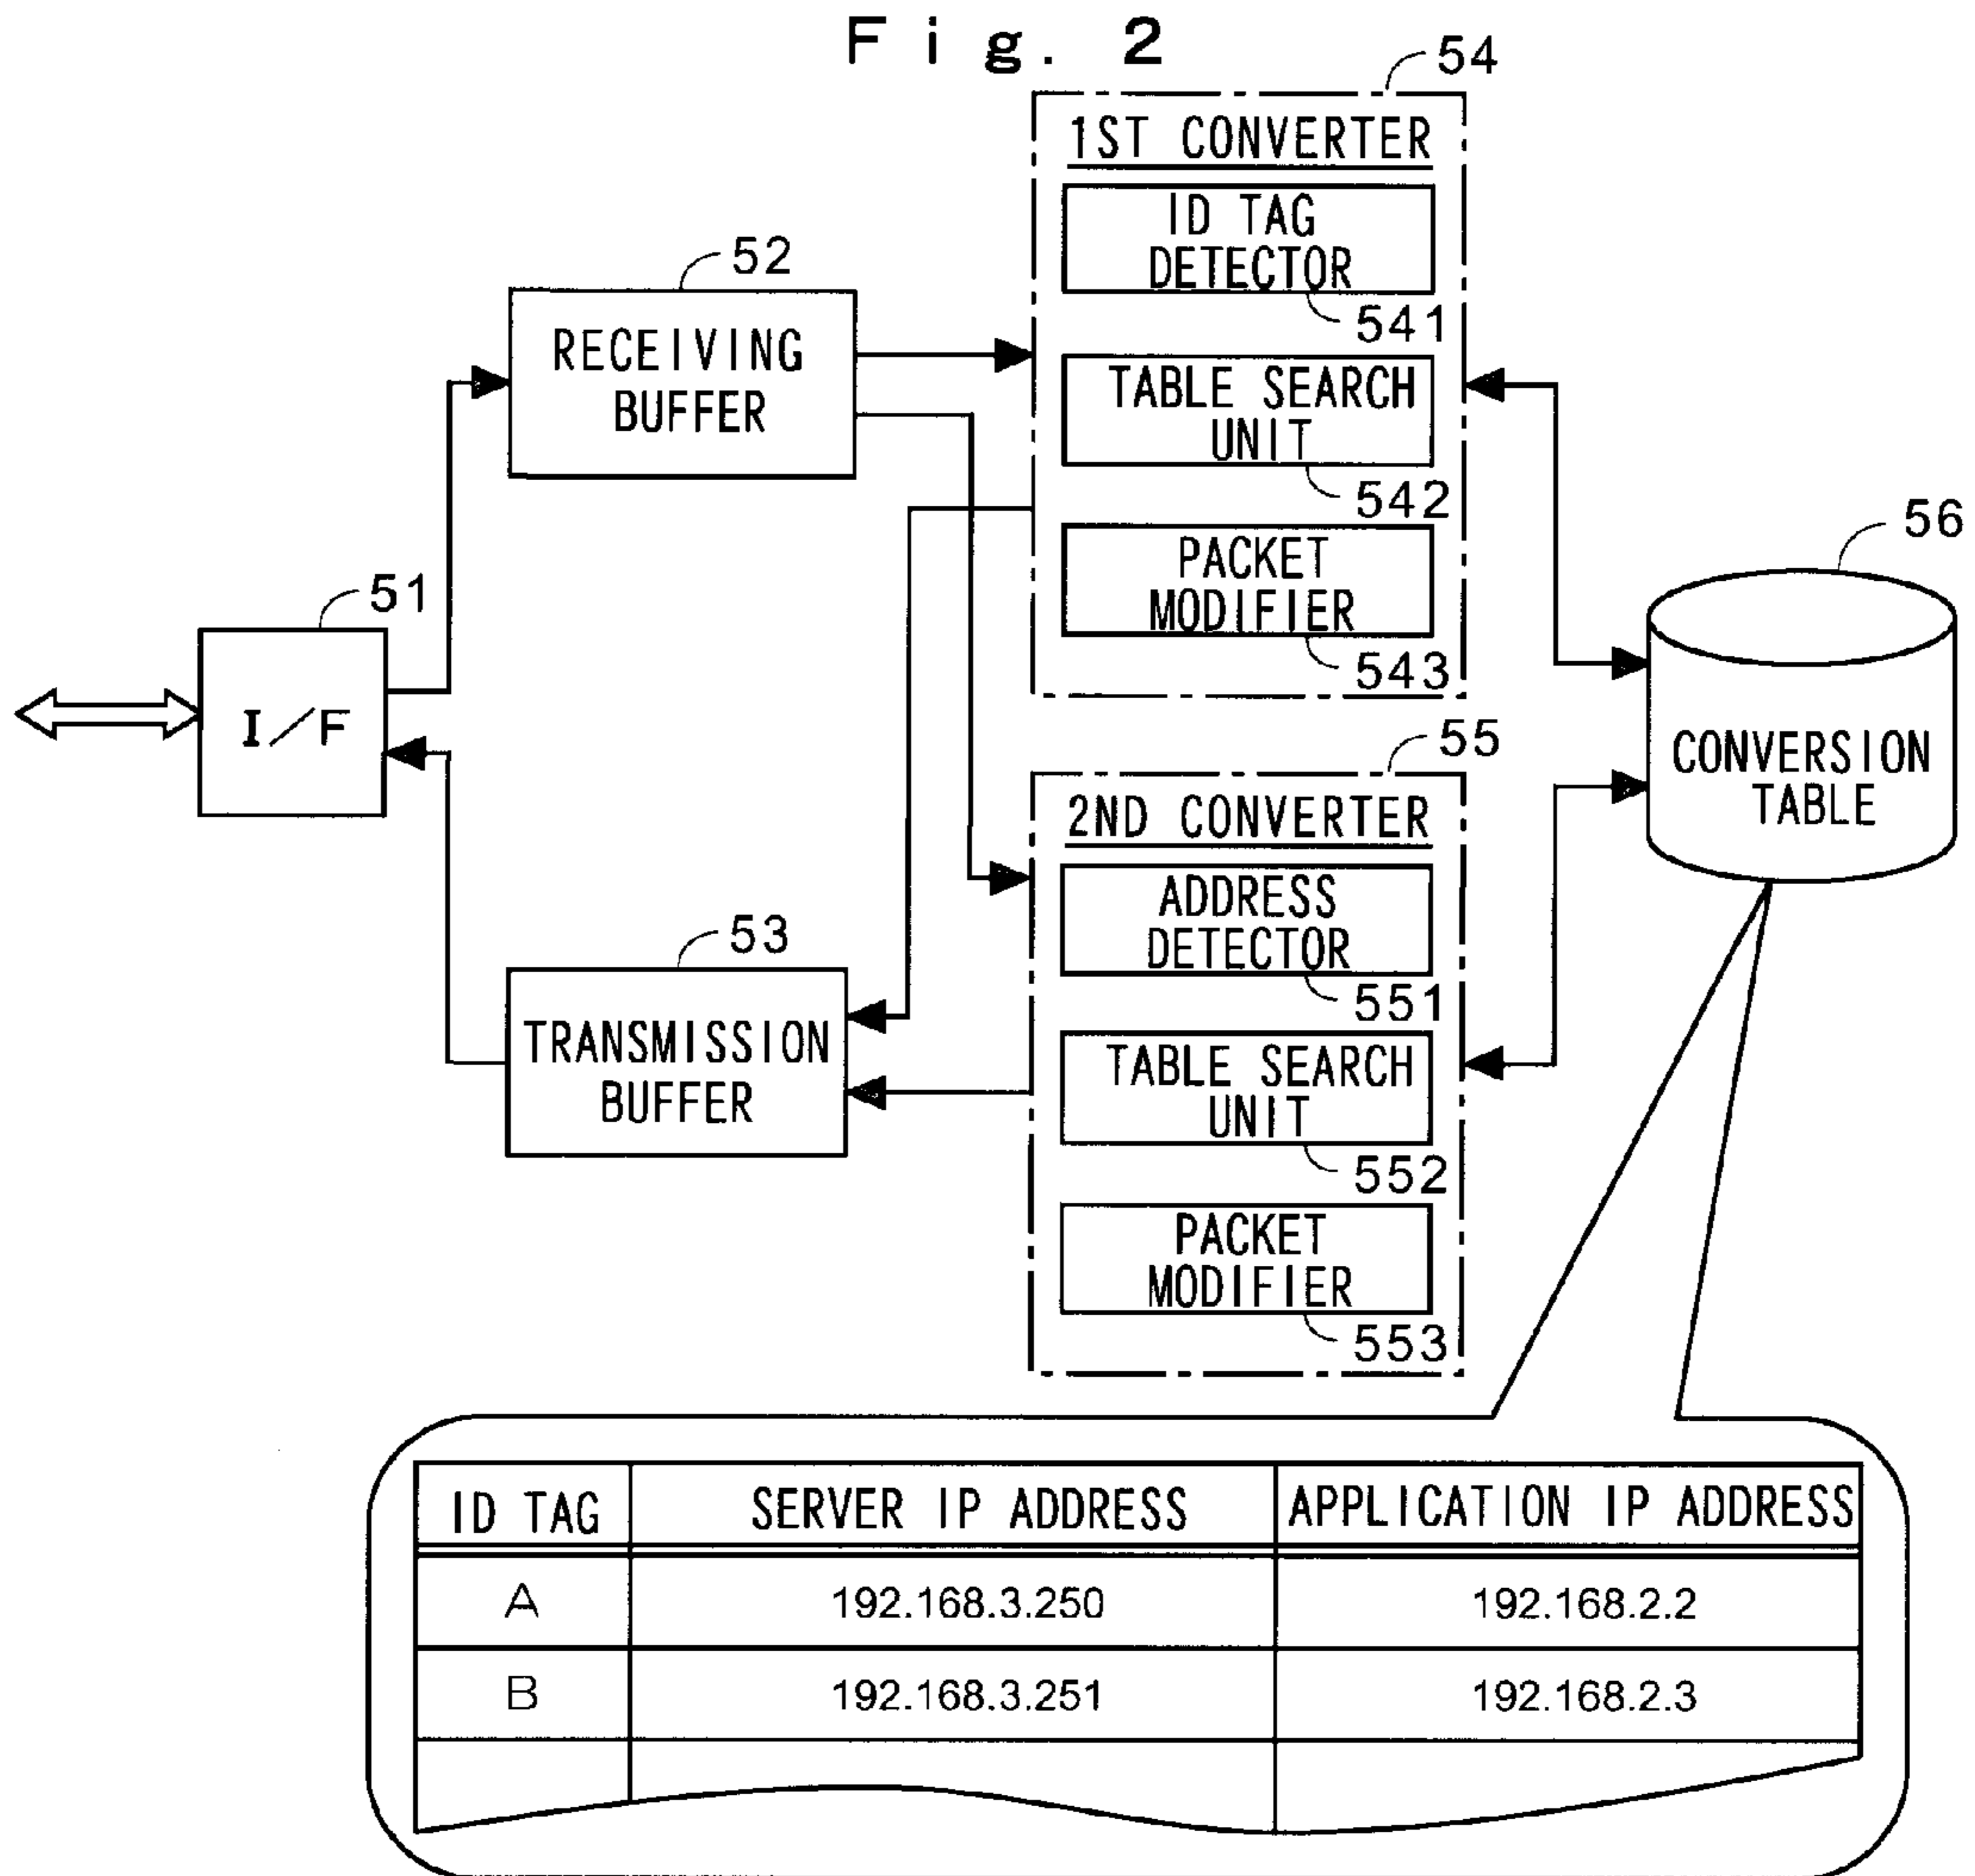 Fig. 2
54
1ST CONVERTER
ID TAG
DETECTOR
541
TABLE SEARCH
UNIT
542
PACKET
MODIFIER
543
52
RECEIVING
BUFFER
51
I/F
56
CONVERSION
TABLE
55
2ND CONVERTER
ADDRESS
DETECTOR
551
TABLE SEARCH
UNIT
552
PACKET
MODIFIER
553
53
TRANSMISSION
BUFFER
ID TAG SERVER IP ADDRESS APPLICATION IP ADDRESS
A 192.168.3.250 192.168.2.2
B 192.168.3.251 192.168.2.3